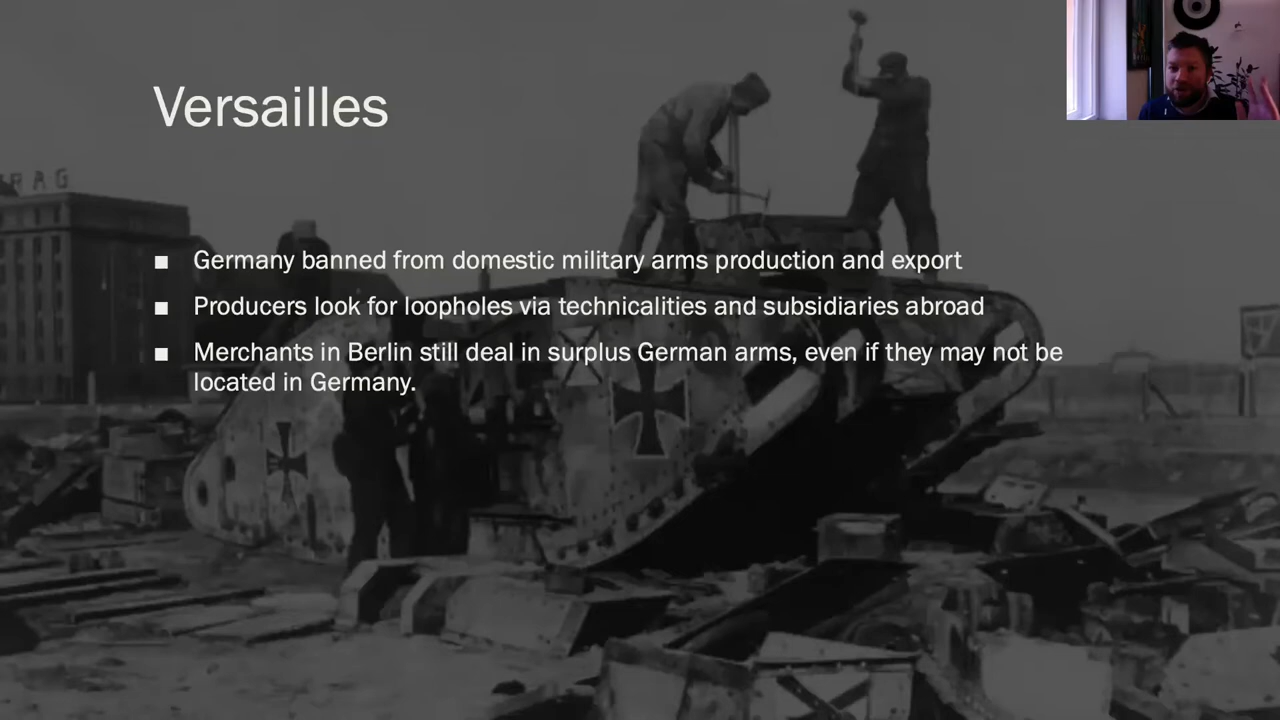 Versailles
RAG
■ Germany banned from domestic military arms production and export
■ Producers look for loopholes via technicalities and subsidiaries abroad
■ Merchants in Berlin still deal in surplus German arms, even if they may not be
located in Germany.